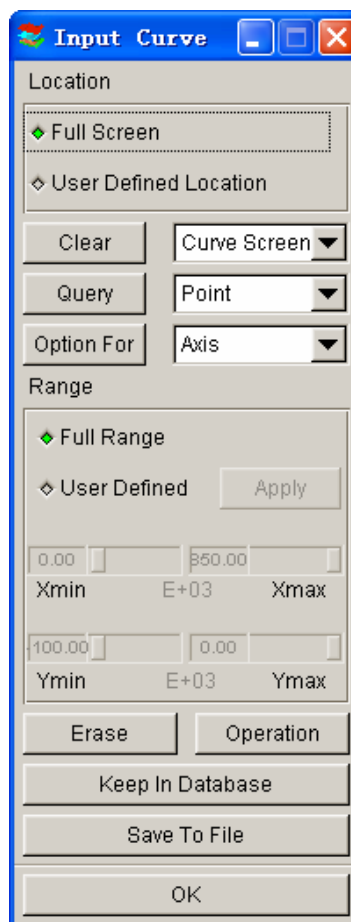 Input Curve
Location
Full Screen
User Defined Location
Clear Curve Screen
Query Point
Option For Axis
Range
Full Range
User Defined Apply
0.00 850.00
Xmin E+03 Xmax
-100.00 0.00
Ymin E+03 Ymax
Erase Operation
Keep In Database
Save To File
OK